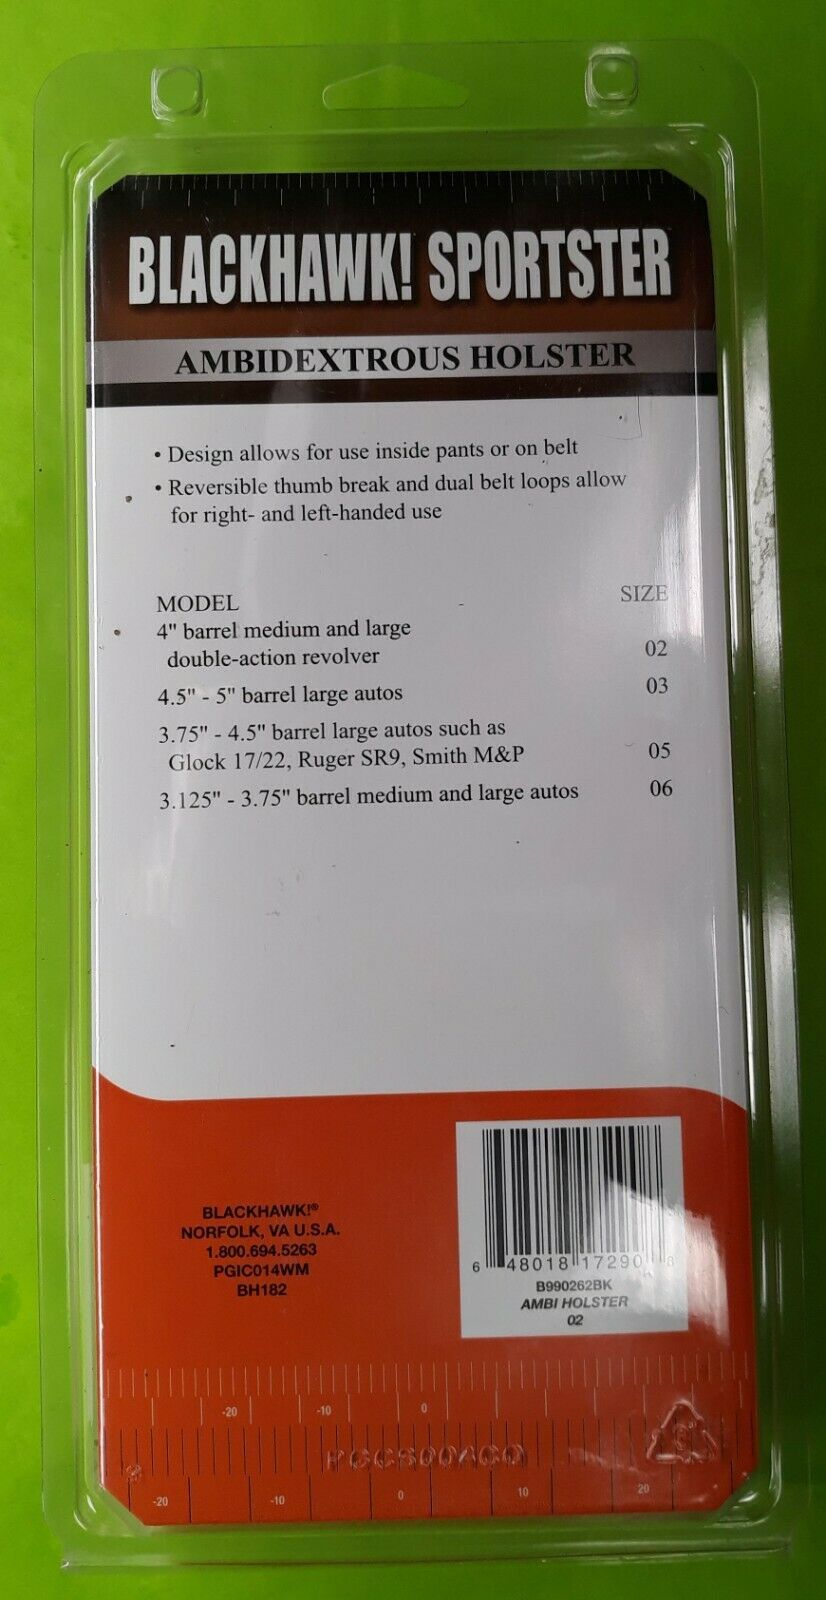 BLACKHAWK! SPORTSTER
AMBIDEXTROUS HOLSTER
• Design allows for use inside pants or on belt
• Reversible thumb break and dual belt loops allow
for right- and left-handed use
MODEL SIZE
4" barrel medium and large
double-action revolver 02
4.5" - 5" barrel large autos 03
3.75" - 4.5" barrel large autos such as
Glock 17/22, Ruger SR9, Smith M&P 05
3.125" - 3.75" barrel medium and large autos 06
BLACKHAWK!®
NORFOLK, VA U.S.A.
1.800.694.5263
PGIC014WM
BH182
6 48018 17290 8
B990262BK
AMBI HOLSTER
02
-20 -10 0
-20 -10 0 10 20